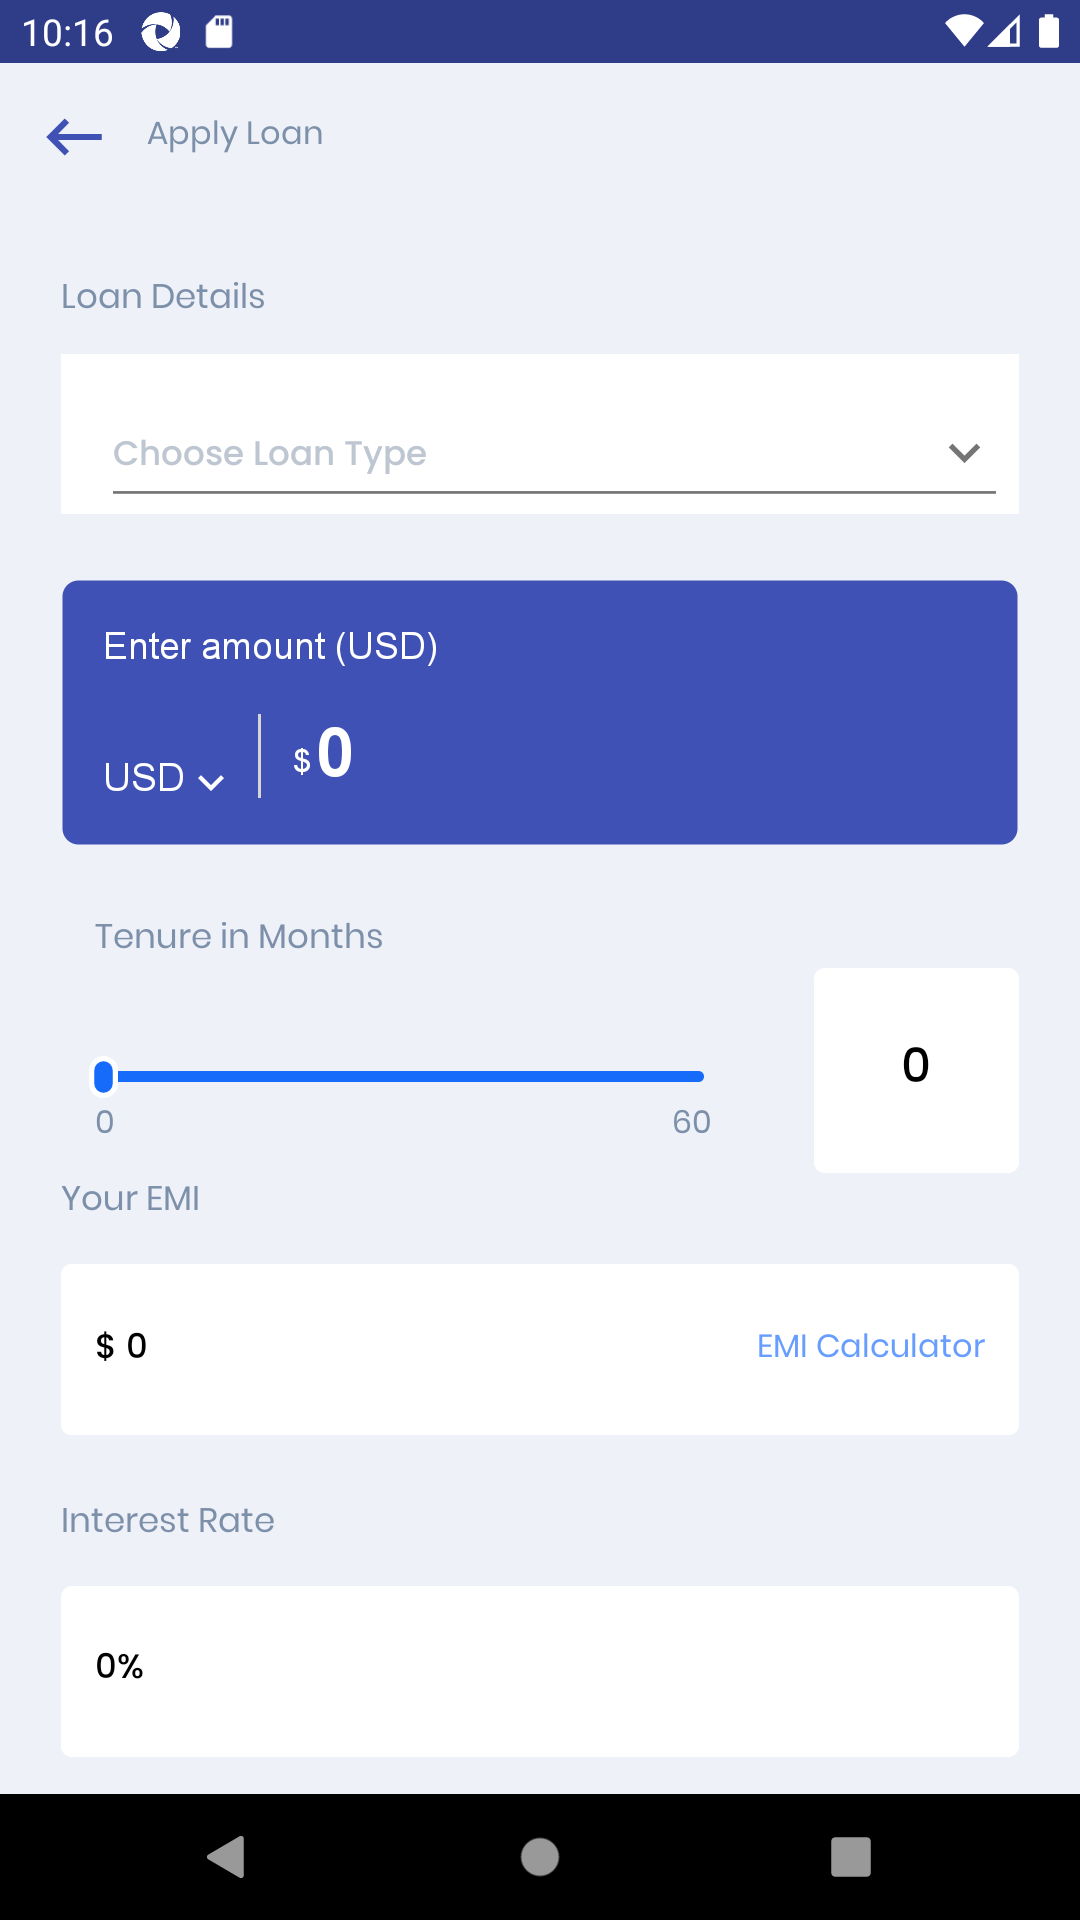 10:16
Apply Loan
Loan Details
Choose Loan Type
Enter amount (USD)
USD
$0
Tenure in Months
0
0 60
Your EMI
$ 0 EMI Calculator
Interest Rate
0%